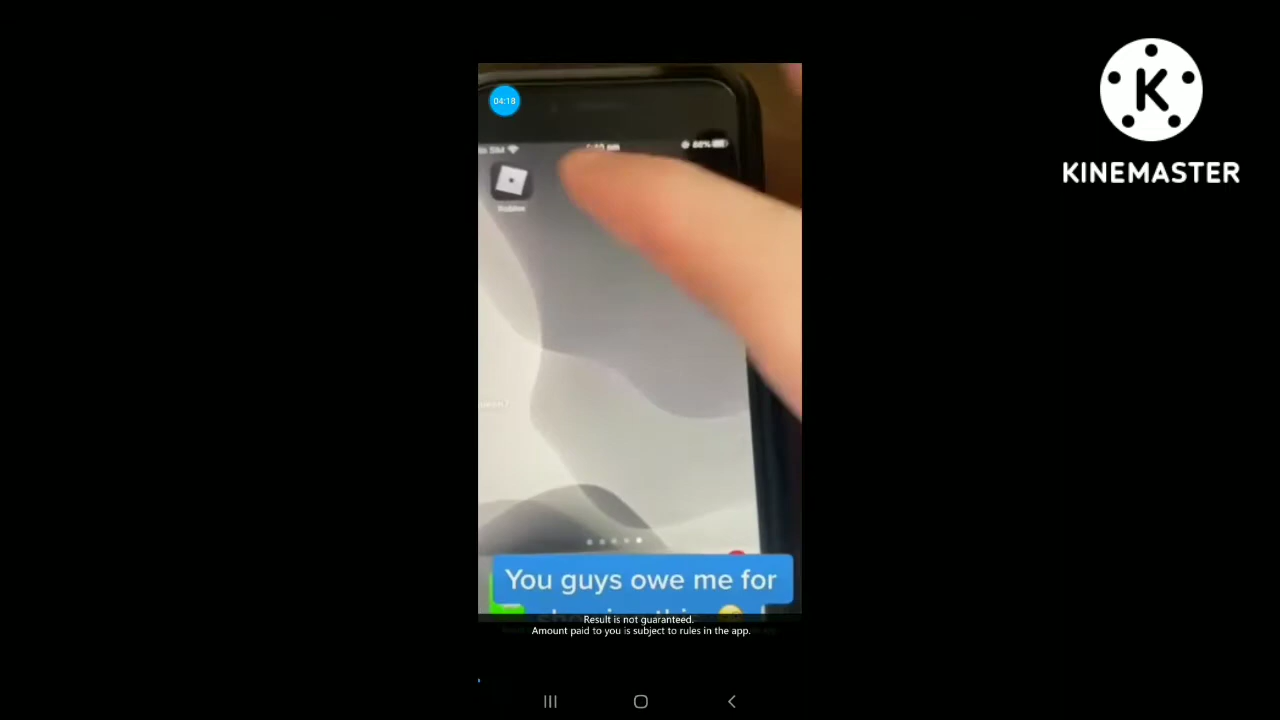 04:18
KINEMASTER
88%
You guys owe me for
Result is not guaranteed.
Amount paid to you is subject to rules in the app.